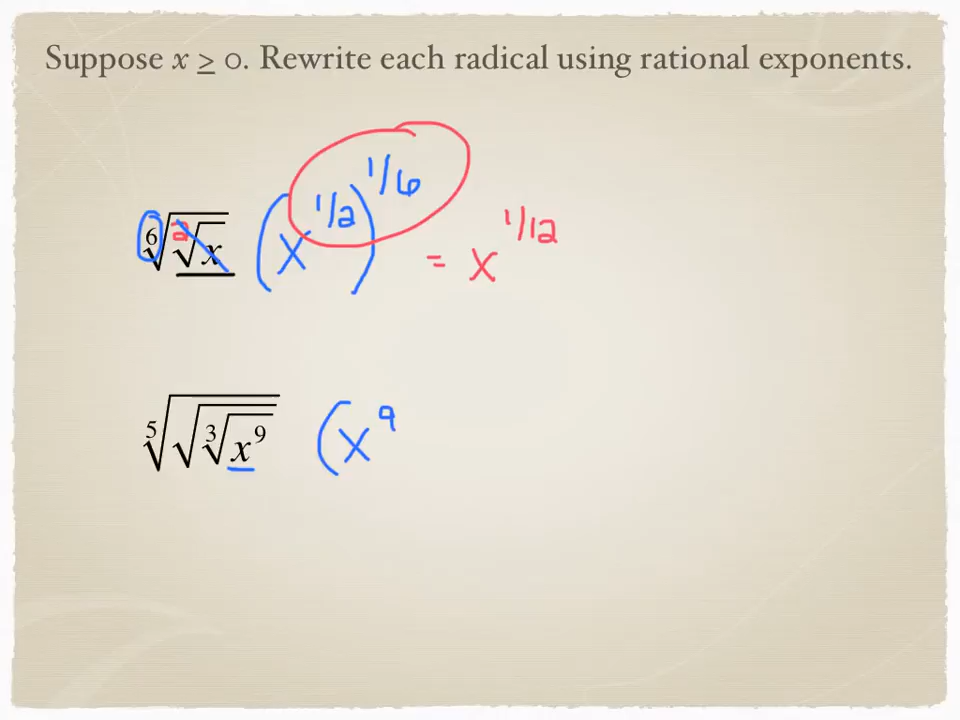 Suppose x ≥ 0. Rewrite each radical using rational exponents.
⁶√(²√x) (x^1/2)^1/6 = x^1/12
⁵√(√(³√(x⁹))) (x⁹